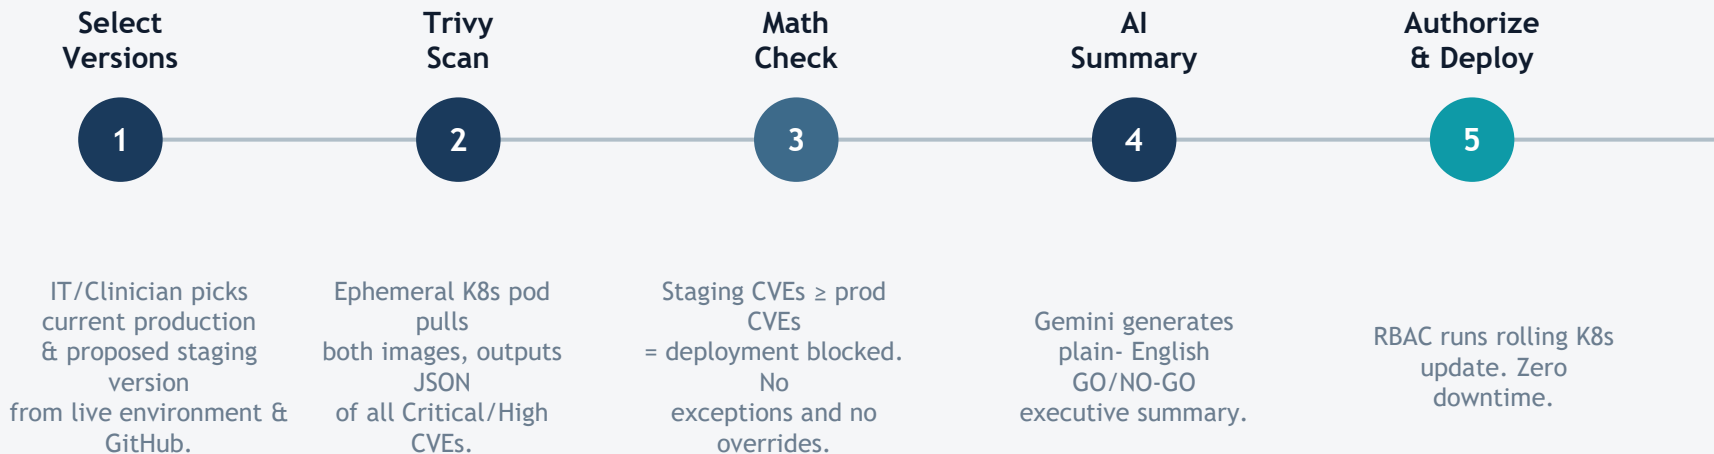 Select
Versions
Trivy
Scan
Math
Check
AI
Summary
Authorize
& Deploy
1
2
3
4
5
IT/Clinician picks
current production
& proposed staging
version
from live environment &
GitHub.
Ephemeral K8s pod
pulls
both images, outputs
JSON
of all Critical/High
CVEs.
Staging CVEs ≥ prod
CVEs
= deployment blocked.
No
exceptions and no
overrides.
Gemini generates
plain- English
GO/NO-GO
executive summary.
RBAC runs rolling K8s
update. Zero
downtime.